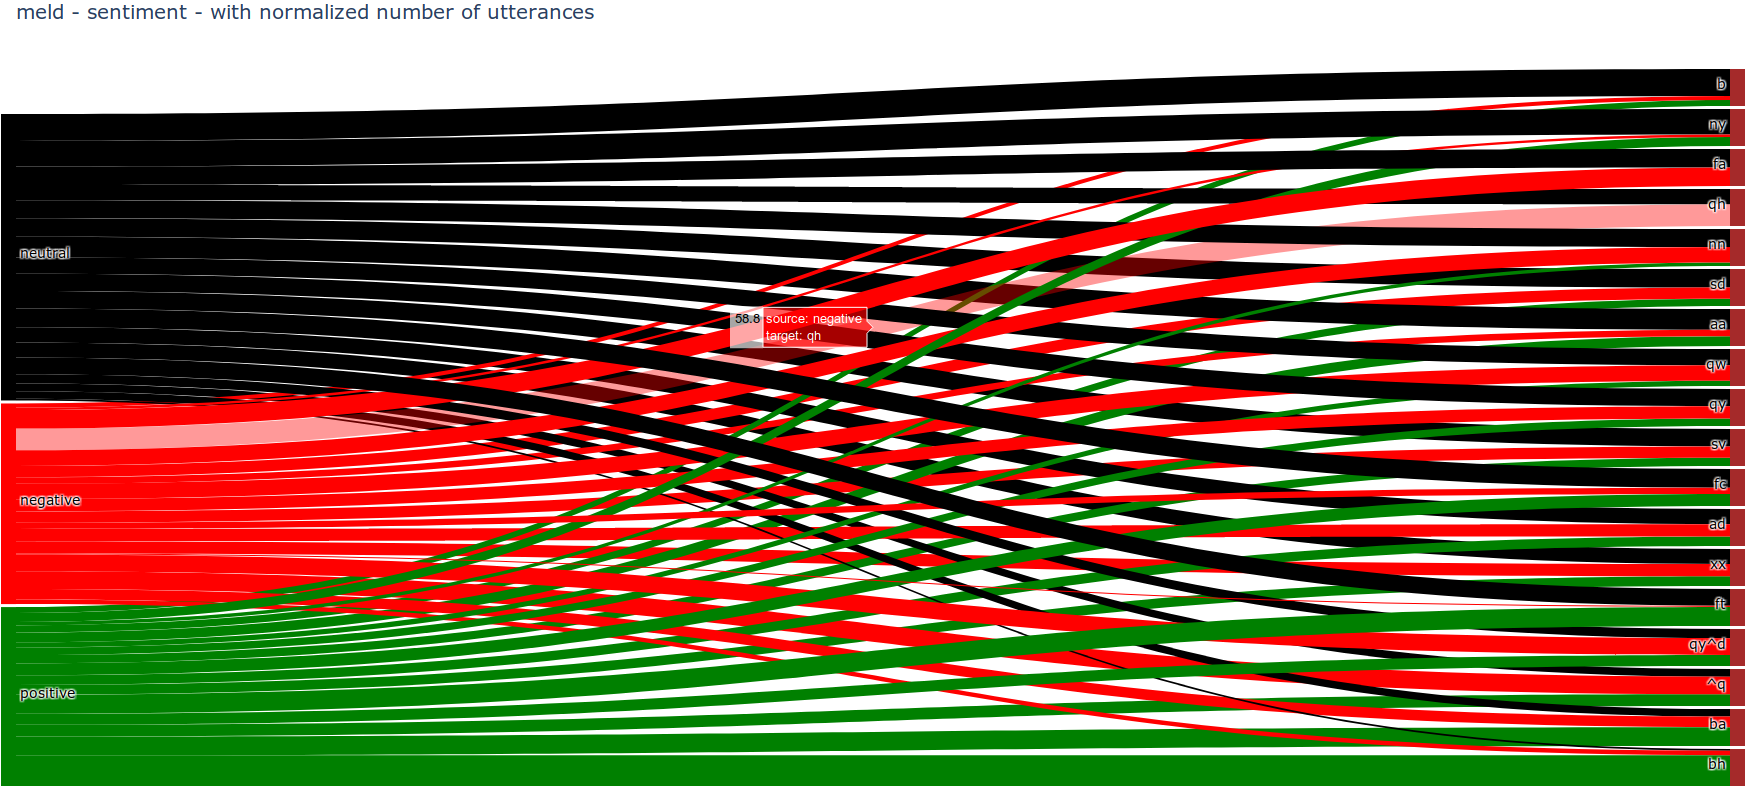 meld - sentiment - with normalized number of utterances
b
ny
fa
qh
nn
neutral
sd
58.8 source: negative
target: qh
aa
qw
qy
sv
fc
negative
ad
xx
ft
qy^d
^q
positive
ba
bh